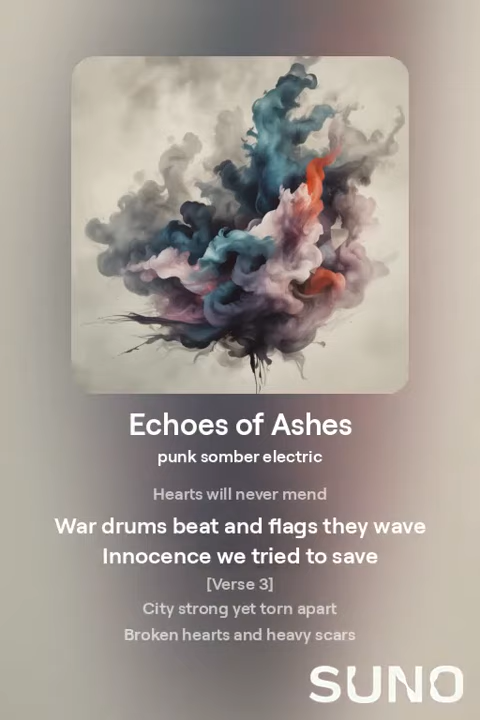 Echoes of Ashes
punk somber electric
Hearts will never mend
War drums beat and flags they wave
Innocence we tried to save
[Verse 3]
City strong yet torn apart
Broken hearts and heavy scars
SUNO